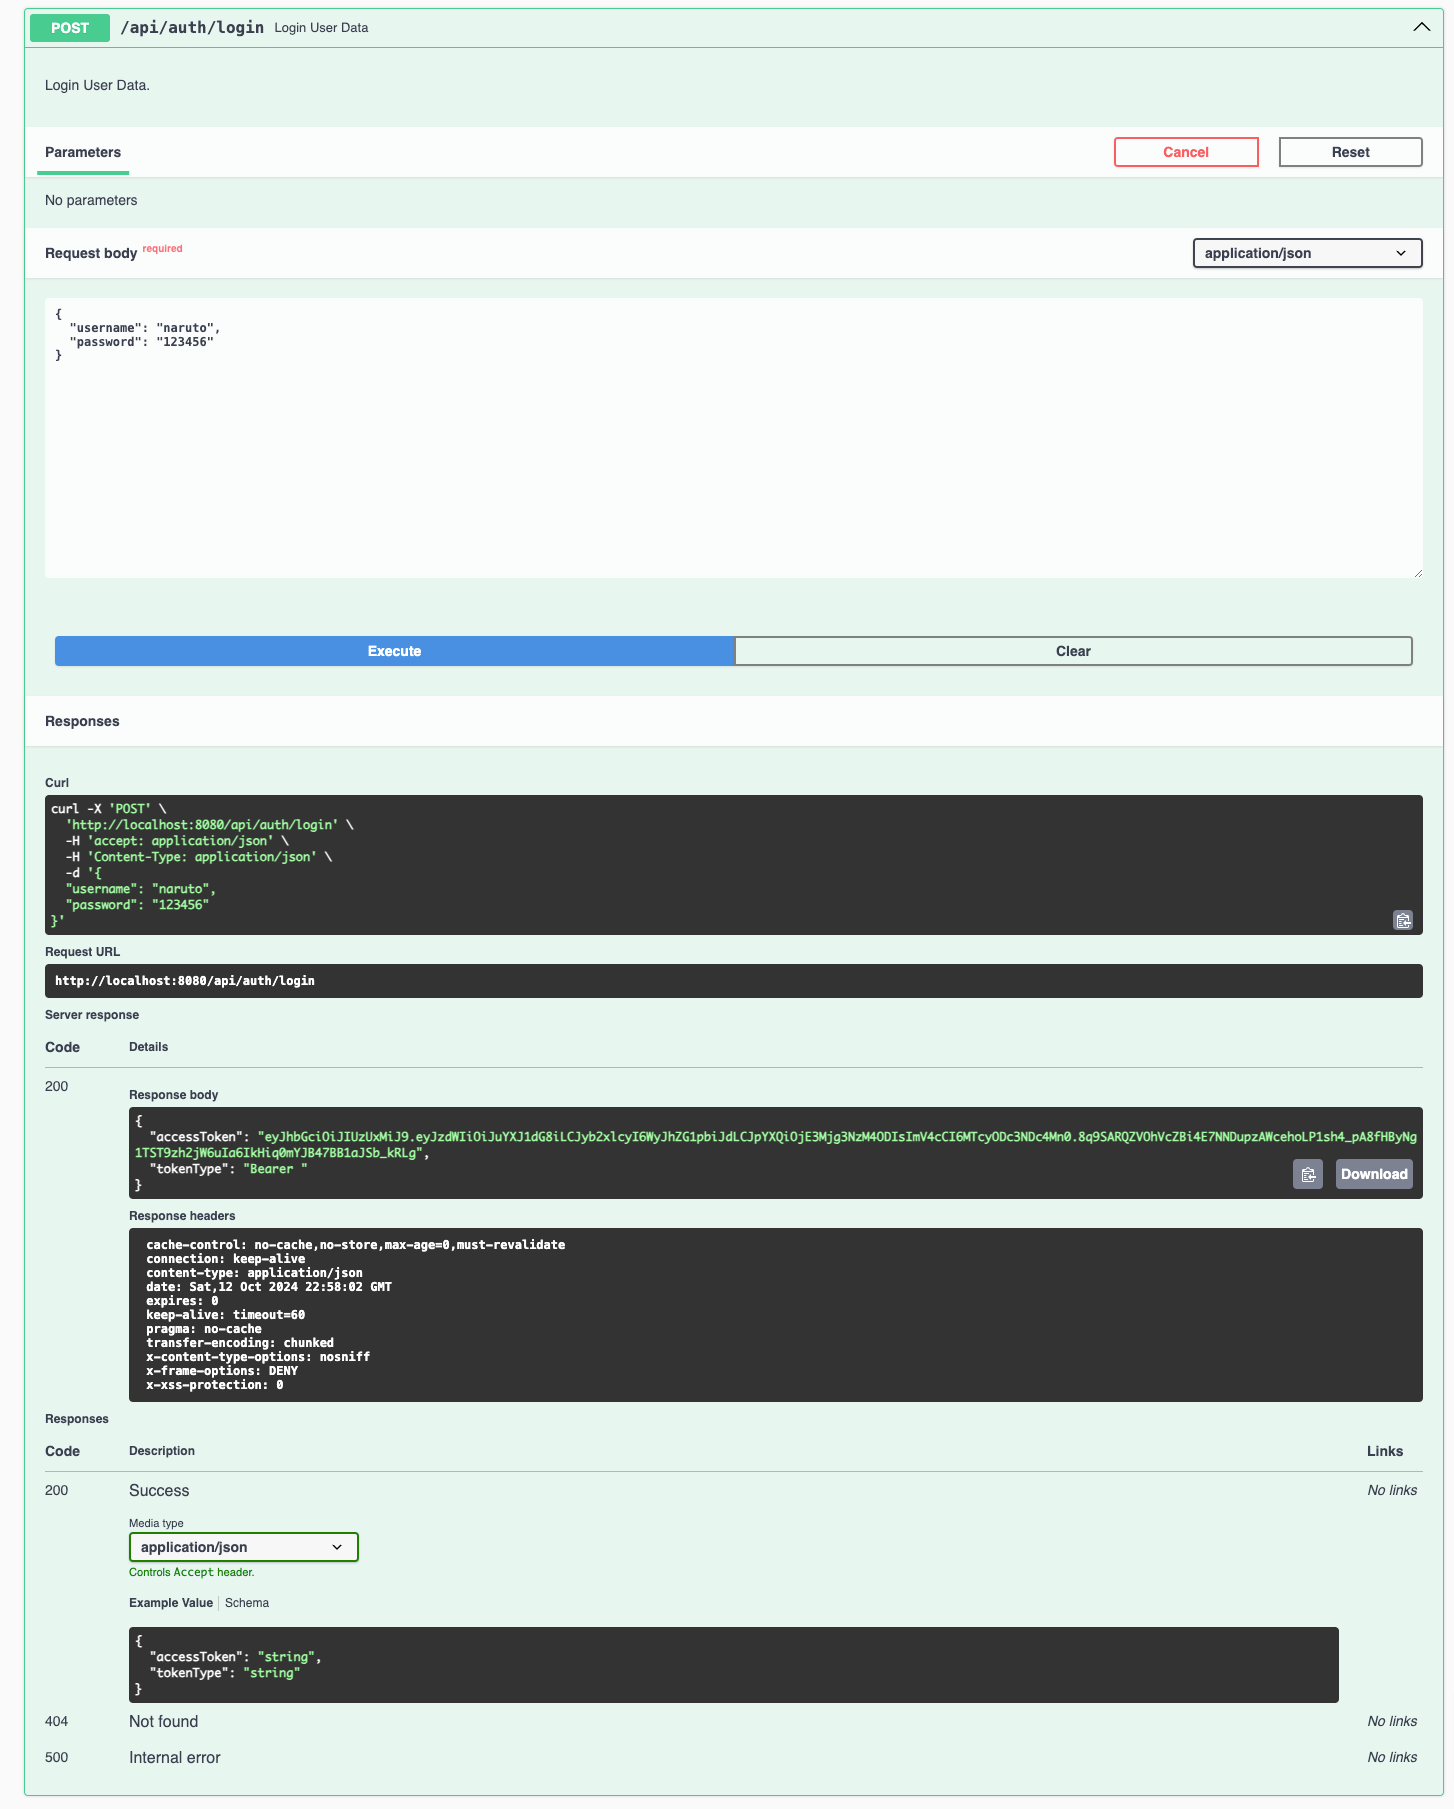 POST /api/auth/login Login User Data
Login User Data.
Parameters
Cancel
Reset
No parameters
Request body required
application/json
{
  "username": "naruto",
  "password": "123456"
}
Execute
Clear
Responses
Curl
curl -X 'POST' \
  'http://localhost:8080/api/auth/login' \
  -H 'accept: application/json' \
  -H 'Content-Type: application/json' \
  -d '{
  "username": "naruto",
  "password": "123456"
}'
Request URL
http://localhost:8080/api/auth/login
Server response
Code Details
200
Response body
{
  "accessToken": "eyJhbGciOiJIUzUxMiJ9.eyJzdWIiOiJuYXJ1dG8iLCJyb2xlcyI6WyJhZG1pbiJdLCJpYXQiOjE3Mjg3NzM4ODIsImV4cCI6MTcyODc3NDc4Mn0.8q9SARQZVOhVcZBi4E7NNDupzAWcehoLP1sh4_pA8fHByNg
1TST9zh2jW6uIa6IkHiq0mYJB47BB1aJSb_kRLg",
  "tokenType": "Bearer "
}
Download
Response headers
cache-control: no-cache,no-store,max-age=0,must-revalidate
connection: keep-alive
content-type: application/json
date: Sat,12 Oct 2024 22:58:02 GMT
expires: 0
keep-alive: timeout=60
pragma: no-cache
transfer-encoding: chunked
x-content-type-options: nosniff
x-frame-options: DENY
x-xss-protection: 0
Responses
Code Description Links
200 Success No links
Media type
application/json
Controls Accept header.
Example Value Schema
{
  "accessToken": "string",
  "tokenType": "string"
}
404 Not found No links
500 Internal error No links